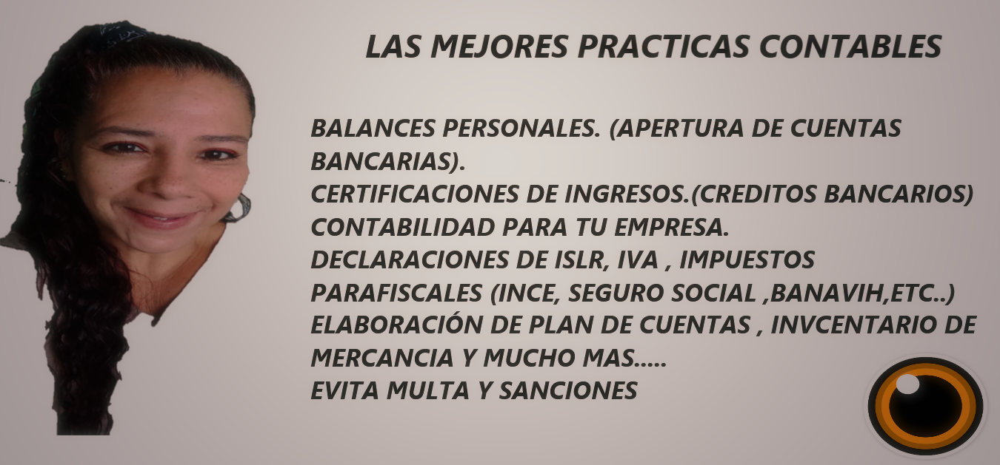 LAS MEJORES PRACTICAS CONTABLES
BALANCES PERSONALES. (APERTURA DE CUENTAS
BANCARIAS).
CERTIFICACIONES DE INGRESOS.(CREDITOS BANCARIOS)
CONTABILIDAD PARA TU EMPRESA.
DECLARACIONES DE ISLR, IVA , IMPUESTOS
PARAFISCALES (INCE, SEGURO SOCIAL ,BANAVIH,ETC..)
ELABORACIÓN DE PLAN DE CUENTAS , INVCENTARIO DE
MERCANCIA Y MUCHO MAS.....
EVITA MULTA Y SANCIONES